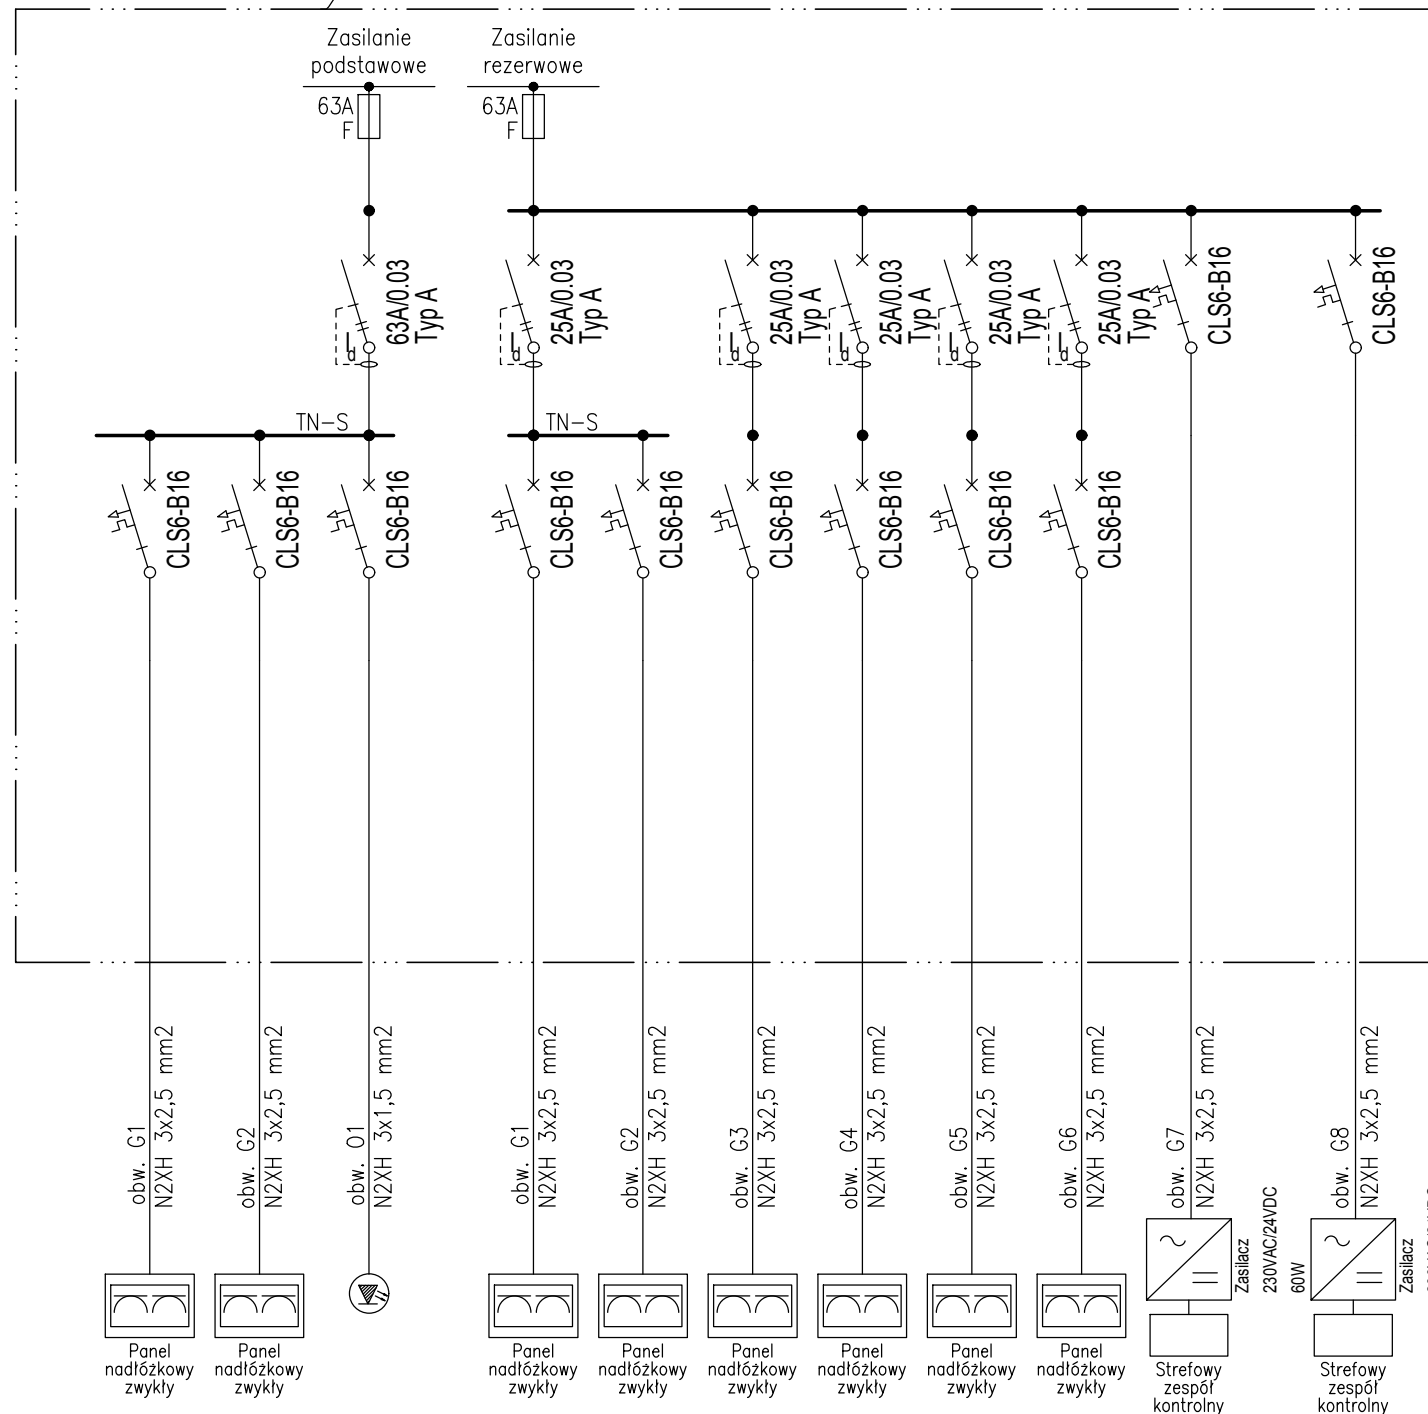 Zasilanie
podstawowe
Zasilanie
rezerwowe
63A
F
63A
F
63A/0.03
Typ A
Id
25A/0.03
Typ A
Id
25A/0.03
Typ A
Id
25A/0.03
Typ A
Id
25A/0.03
Typ A
Id
25A/0.03
Typ A
Id
CLS6-B16
CLS6-B16
TN-S
TN-S
CLS6-B16
CLS6-B16
CLS6-B16
CLS6-B16
CLS6-B16
CLS6-B16
CLS6-B16
CLS6-B16
CLS6-B16
obw. G1
N2XH 3x2,5 mm2
obw. G2
N2XH 3x2,5 mm2
obw. O1
N2XH 3x1,5 mm2
obw. G1
N2XH 3x2,5 mm2
obw. G2
N2XH 3x2,5 mm2
obw. G3
N2XH 3x2,5 mm2
obw. G4
N2XH 3x2,5 mm2
obw. G5
N2XH 3x2,5 mm2
obw. G6
N2XH 3x2,5 mm2
obw. G7
N2XH 3x2,5 mm2
obw. G8
N2XH 3x2,5 mm2
Zasilacz
230VAC/24VDC
60W
Zasilacz
Panel
nadłóżkowy
zwykły
Panel
nadłóżkowy
zwykły
Panel
nadłóżkowy
zwykły
Panel
nadłóżkowy
zwykły
Panel
nadłóżkowy
zwykły
Panel
nadłóżkowy
zwykły
Panel
nadłóżkowy
zwykły
Panel
nadłóżkowy
zwykły
Strefowy
zespół
kontrolny
Strefowy
zespół
kontrolny